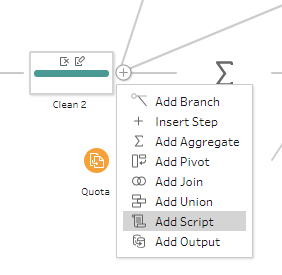 Clean 2
Quota
Add Branch
Insert Step
Add Aggregate
Add Pivot
Add Join
Add Union
Add Script
Add Output